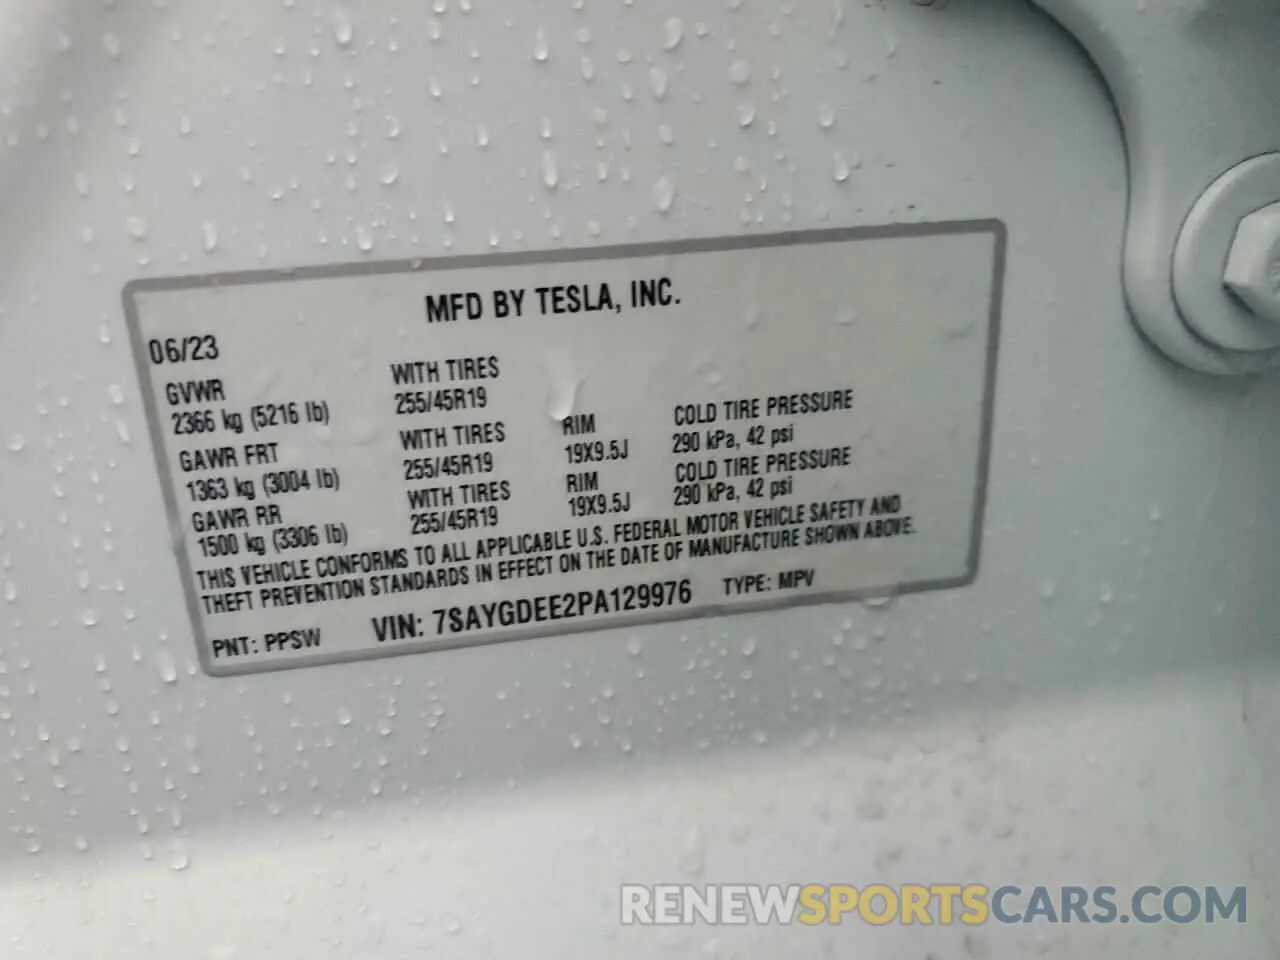 MFD BY TESLA, INC.
06/23
GVWR WITH TIRES
2366 kg (5216 lb) 255/45R19
GAWR FRT WITH TIRES RIM COLD TIRE PRESSURE
1363 kg (3004 lb) 255/45R19 19X9.5J 290 kPa, 42 psi
GAWR RR WITH TIRES RIM COLD TIRE PRESSURE
1500 kg (3306 lb) 255/45R19 19X9.5J 290 kPa, 42 psi
THIS VEHICLE CONFORMS TO ALL APPLICABLE U.S. FEDERAL MOTOR VEHICLE SAFETY AND
THEFT PREVENTION STANDARDS IN EFFECT ON THE DATE OF MANUFACTURE SHOWN ABOVE.
PNT: PPSW VIN: 7SAYGDEE2PA129976 TYPE: MPV
RENEWSPORTSCARS.COM